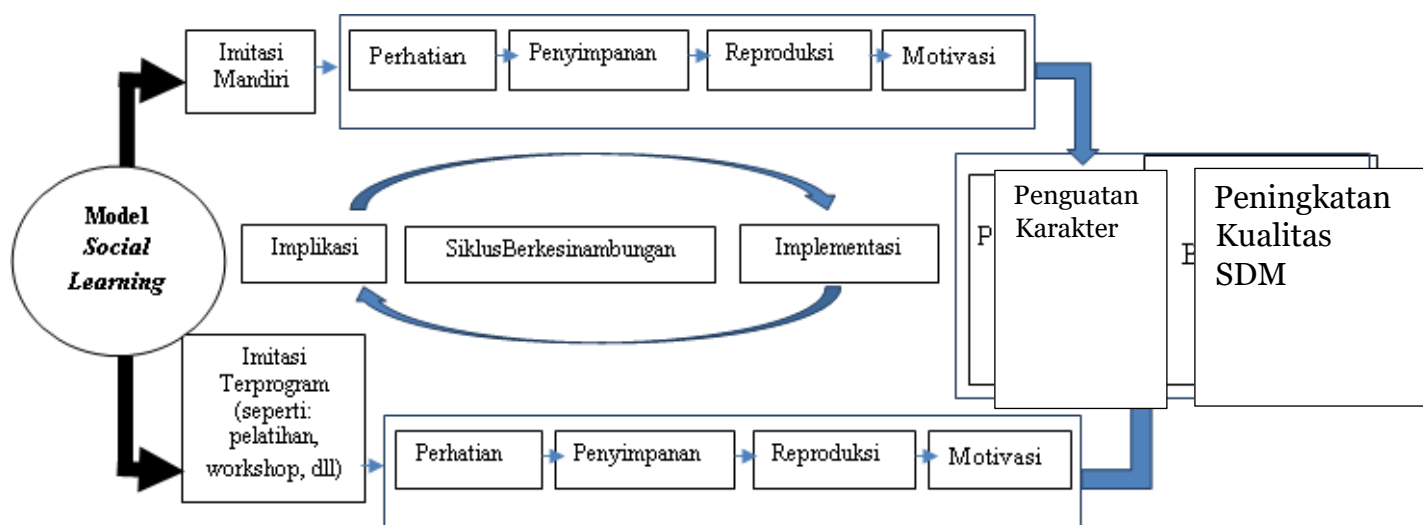 Imitasi
Mandiri
Perhatian
Penyimpanan
Reproduksi
Motivasi
Model
Social
Learning
Implikasi
SiklusBerkesinambungan
Implementasi
P
Penguatan
Karakter
Peningkatan
Kualitas
SDM
Imitasi
Terprogram
(seperti:
pelatihan,
workshop, dll)
Perhatian
Penyimpanan
Reproduksi
Motivasi